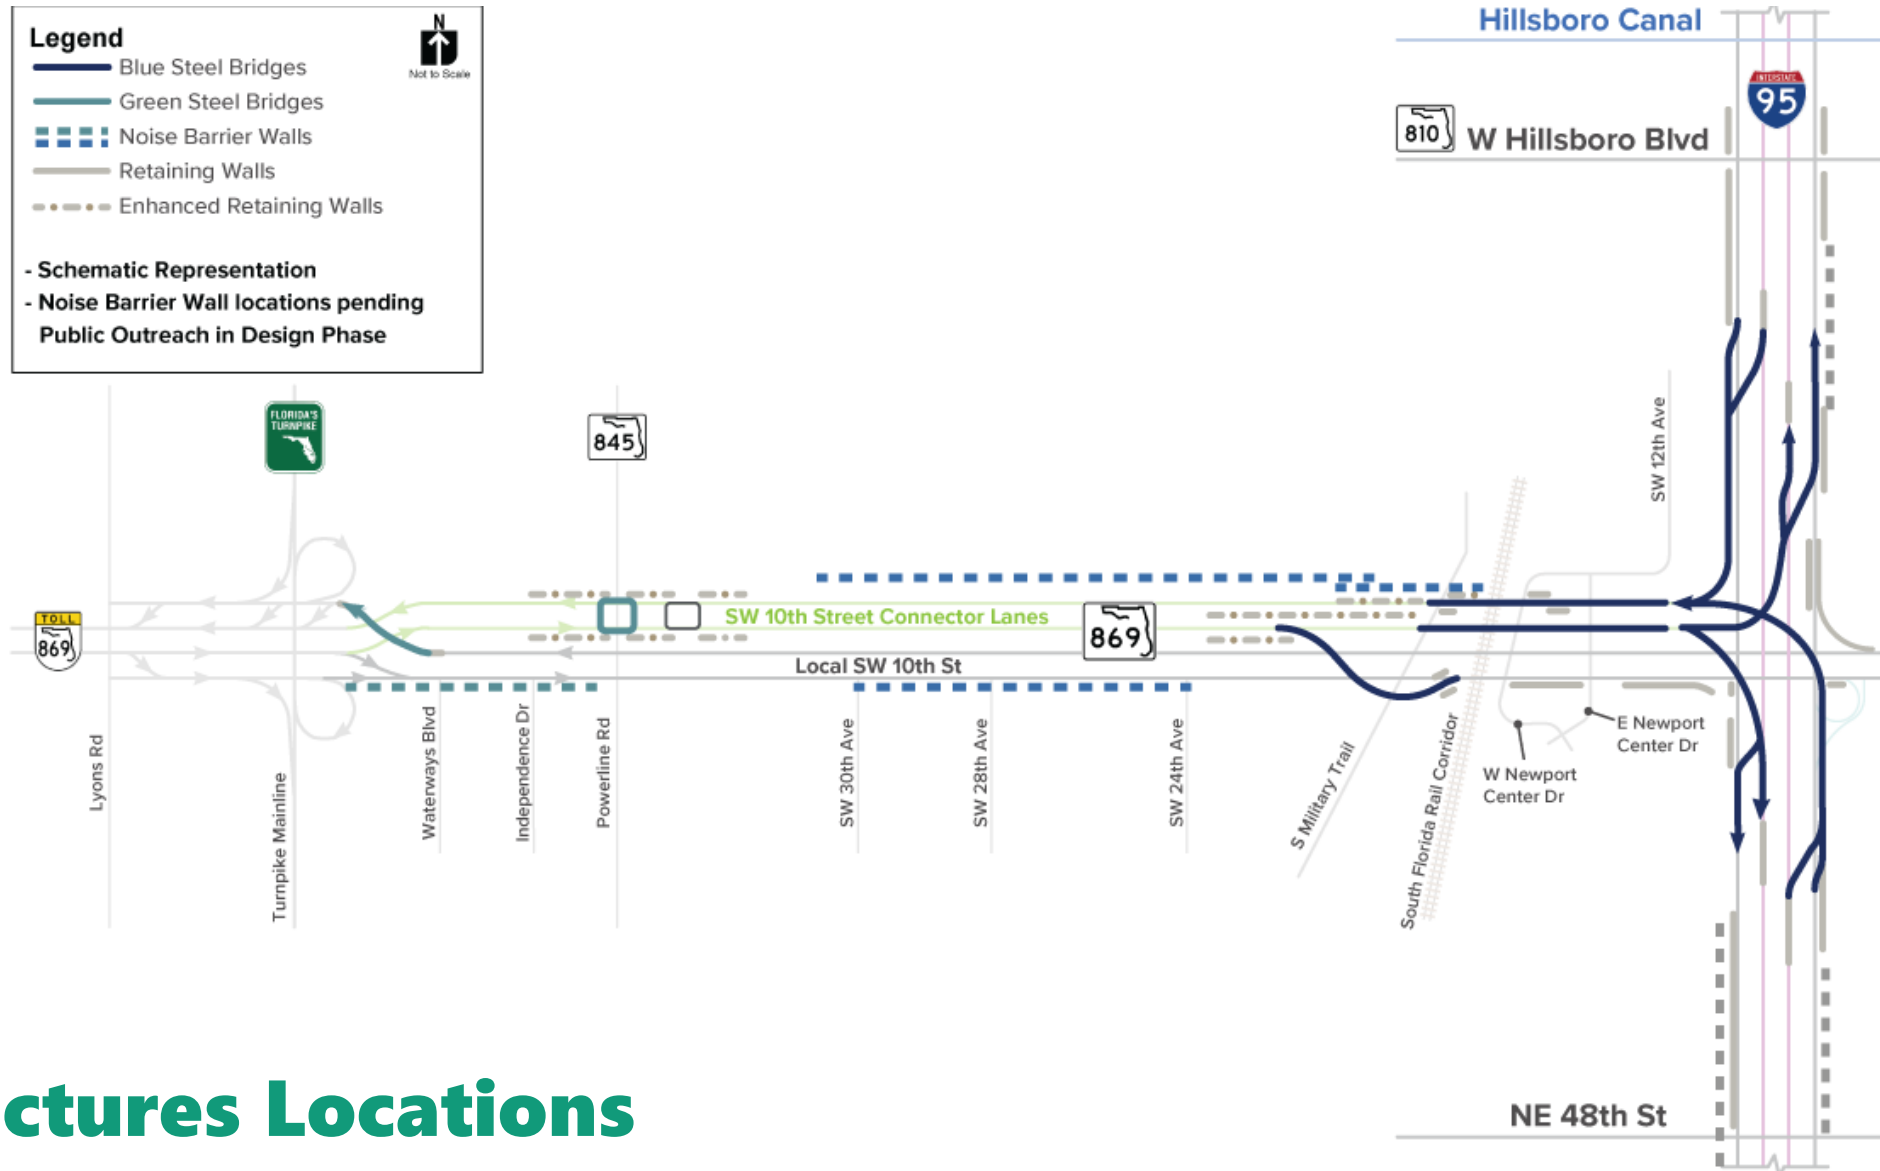 Legend
N
Not to Scale
Blue Steel Bridges
Green Steel Bridges
Noise Barrier Walls
Retaining Walls
Enhanced Retaining Walls
- Schematic Representation
- Noise Barrier Wall locations pending
Public Outreach in Design Phase
Hillsboro Canal
INTERSTATE
95
810
W Hillsboro Blvd
FLORIDA'S
TURNPIKE
845
SW 12th Ave
TOLL
869
SW 10th Street Connector Lanes
869
Local SW 10th St
Lyons Rd
Turnpike Mainline
Waterways Blvd
Independence Dr
Powerline Rd
SW 30th Ave
SW 28th Ave
SW 24th Ave
S Military Trail
South Florida Rail Corridor
W Newport
Center Dr
E Newport
Center Dr
ctures Locations
NE 48th St